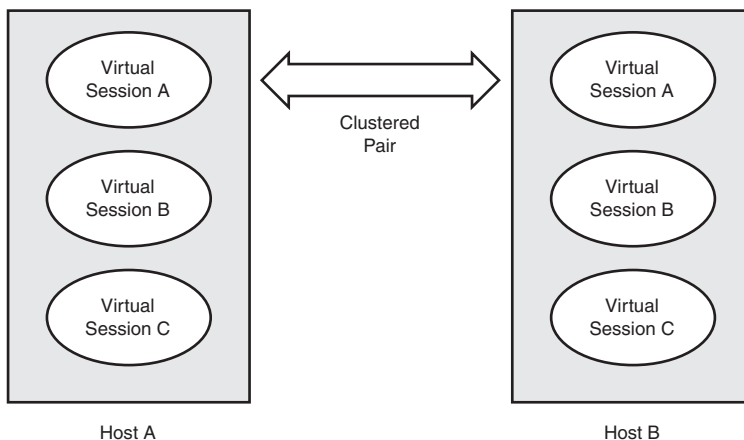 Virtual
Session A
Virtual
Session B
Virtual
Session C
Host A
Clustered
Pair
Virtual
Session A
Virtual
Session B
Virtual
Session C
Host B